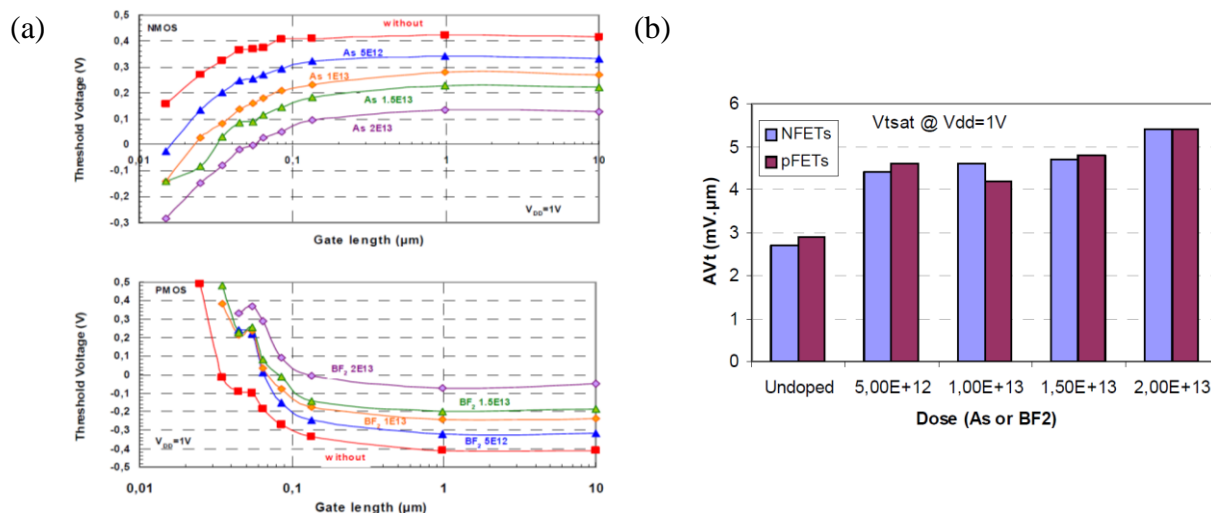 (a)
0,5
0,4
0,3
0,2
0,1
0
-0,1
-0,2
-0,3
Threshold Voltage (V)
NMOS
without
As 5E12
As 1E13
As 1.5E13
As 2E13
0,01
0,1
1
10
V_DD=1V
Gate length (µm)
0,5
0,4
0,3
0,2
0,1
0
-0,1
-0,2
-0,3
-0,4
-0,5
Threshold Voltage (V)
PMOS
BF₂ 2E13
BF₂ 1.5E13
BF₂ 1E13
BF₂ 5E12
without
V_DD=1V
0,01
0,1
1
10
Gate length (µm)
(b)
6
5
4
3
2
1
0
AVt (mV.µm)
Vtsat @ Vdd=1V
NFETs
pFETs
Undoped
5,00E+12
1,00E+13
1,50E+13
2,00E+13
Dose (As or BF2)